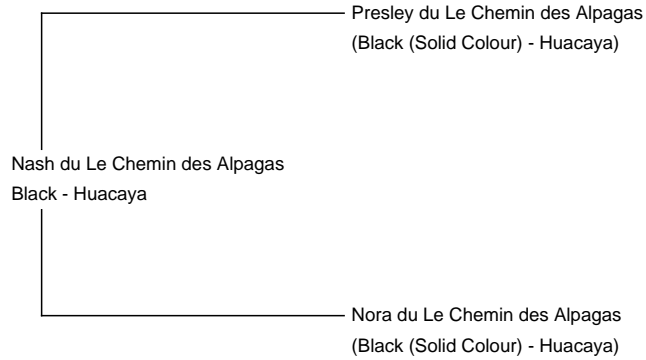 Presley du Le Chemin des Alpagas
(Black (Solid Colour) - Huacaya)
Nash du Le Chemin des Alpagas
Black - Huacaya
Nora du Le Chemin des Alpagas
(Black (Solid Colour) - Huacaya)